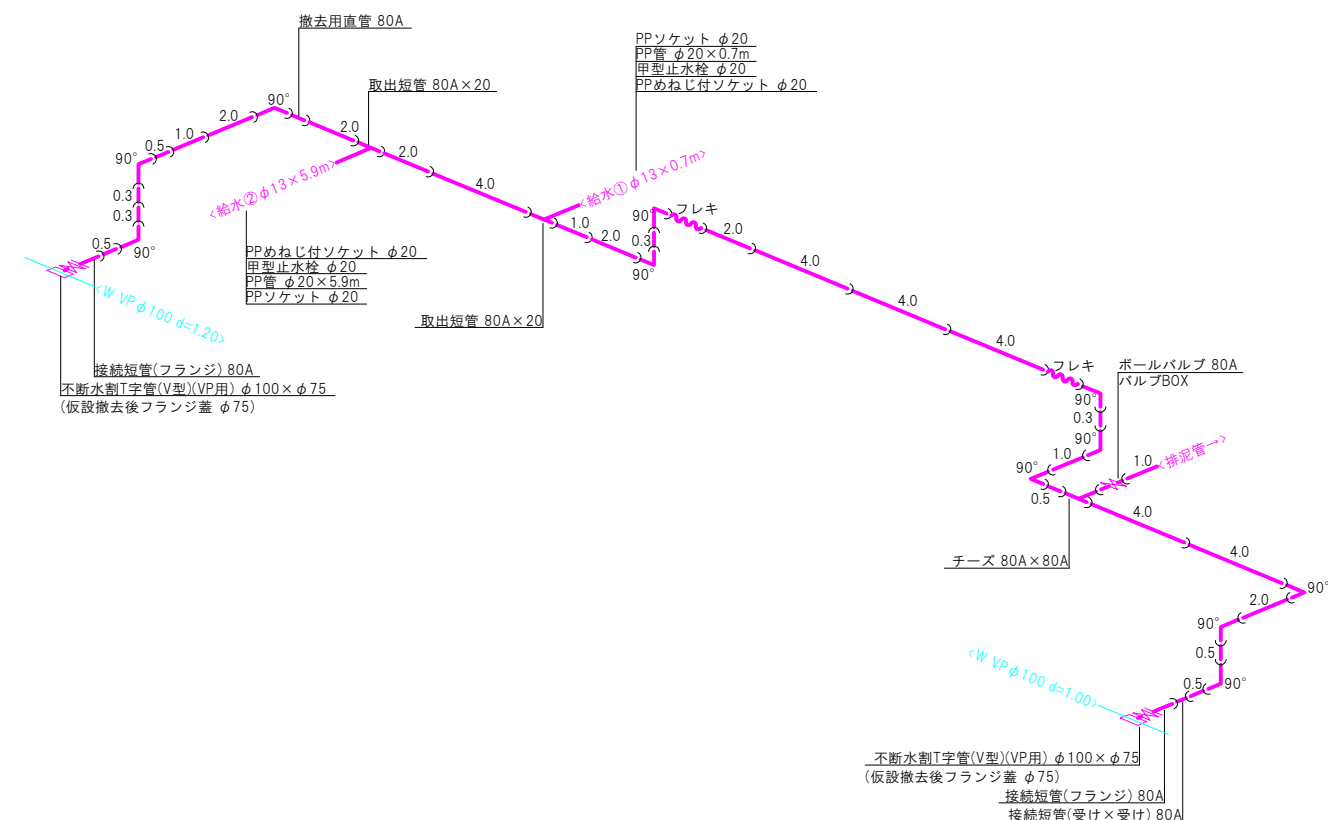 撤去用直管 80A
PPソケット φ20
PP管 φ20×0.7m
甲型止水栓 φ20
PPめねじ付ソケット φ20
取出短管 80A×20
90°
2.0
1.0
0.5
90°
2.0
2.0
4.0
<給水①φ13×0.7m>
<給水②φ13×5.9m>
0.3
0.3
0.5
90°
1.0
2.0
90°
0.3
90°
フレキ
2.0
4.0
4.0
4.0
フレキ
PPめねじ付ソケット φ20
甲型止水栓 φ20
PP管 φ20×5.9m
PPソケット φ20
<W VPφ100 d=1.20>
取出短管 80A×20
接続短管(フランジ) 80A
不断水割T字管(V型)(VP用) φ100×φ75
(仮設撤去後フランジ蓋 φ75)
ボールバルブ 80A
バルブBOX
90°
0.3
90°
1.0
90°
0.5
1.0
<排泥管→>
4.0
4.0
チーズ 80A×80A
90°
2.0
90°
0.5
0.5
90°
<W VPφ100 d=1.00>
不断水割T字管(V型)(VP用) φ100×φ75
(仮設撤去後フランジ蓋 φ75)
接続短管(フランジ) 80A
接続短管(受け×受け) 80A